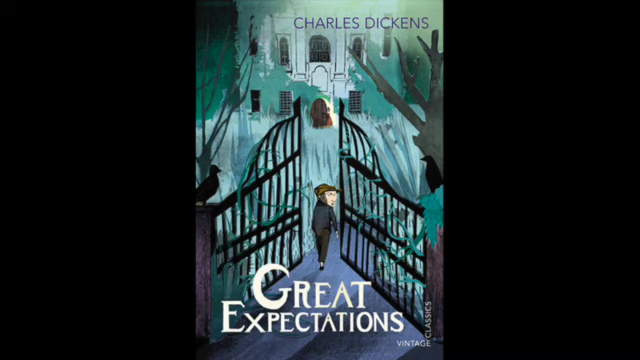 CHARLES DICKENS
GREAT
EXPECTATIONS
VINTAGE CLASSICS